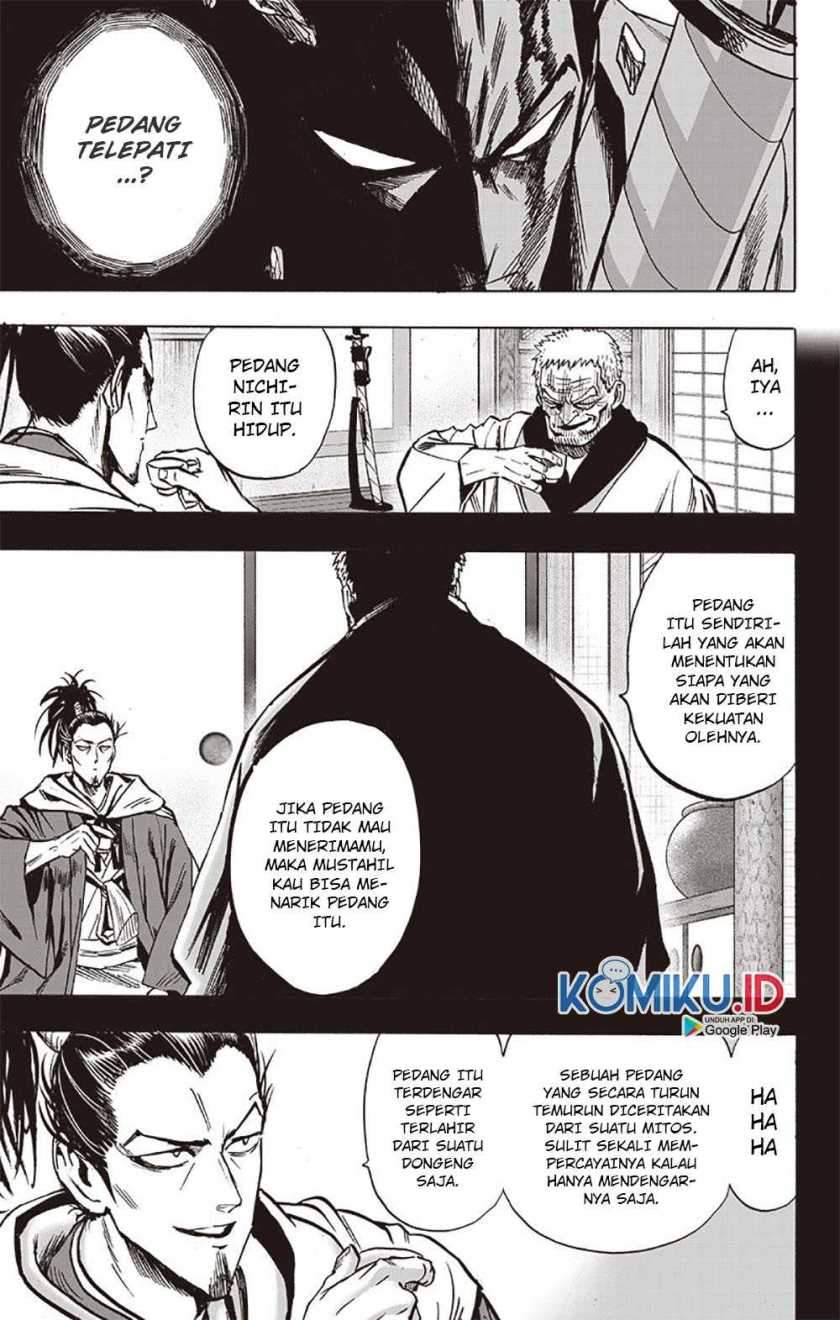 PEDANG
TELEPATI
...?
AH,
IYA
...
PEDANG
NICHI-
RIN ITU
HIDUP.
PEDANG
ITU SENDIRI-
LAH YANG AKAN
MENENTUKAN
SIAPA YANG
AKAN DIBERI
KEKUATAN
OLEHNYA.
JIKA PEDANG
ITU TIDAK MAU
MENERIMAMU,
MAKA MUSTAHIL
KAU BISA ME-
NARIK PEDANG
ITU.
KOMIKU.ID
UNDUH APP DI:
Google Play
HA
HA
HA
SEBUAH PEDANG
YANG SECARA TURUN
TEMURUN DICERITAKAN
DARI SUATU MITOS.
SULIT SEKALI MEM-
PERCAYAINYA KALAU
HANYA MENDENGAR-
NYA SAJA.
PEDANG ITU
TERDENGAR
SEPERTI
TERLAHIR
DARI SUATU
DONGENG
SAJA.